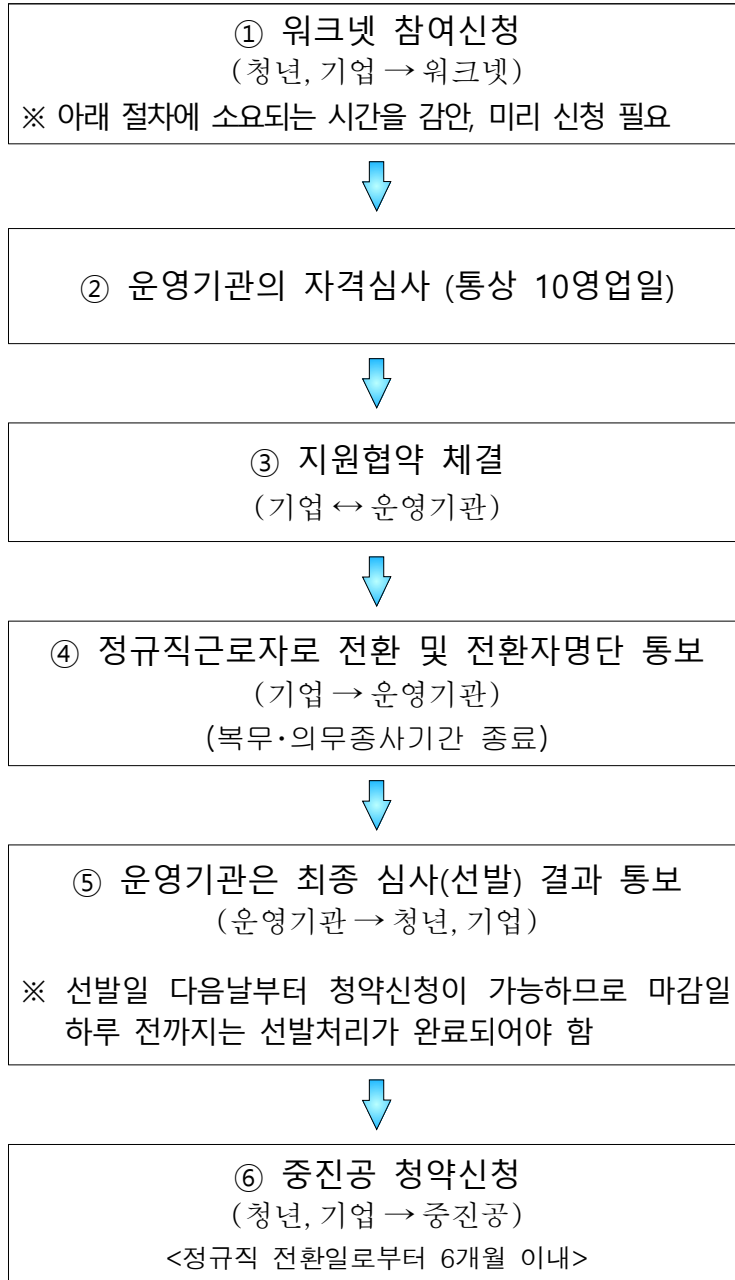 ① 워크넷 참여신청
(청년, 기업 → 워크넷)
※ 아래 절차에 소요되는 시간을 감안, 미리 신청 필요
② 운영기관의 자격심사 (통상 10영업일)
③ 지원협약 체결
(기업 ↔ 운영기관)
④ 정규직근로자로 전환 및 전환자명단 통보
(기업 → 운영기관)
(복무·의무종사기간 종료)
⑤ 운영기관은 최종 심사(선발) 결과 통보
(운영기관 → 청년, 기업)
※ 선발일 다음날부터 청약신청이 가능하므로 마감일
하루 전까지는 선발처리가 완료되어야 함
⑥ 중진공 청약신청
(청년, 기업 → 중진공)
<정규직 전환일로부터 6개월 이내>